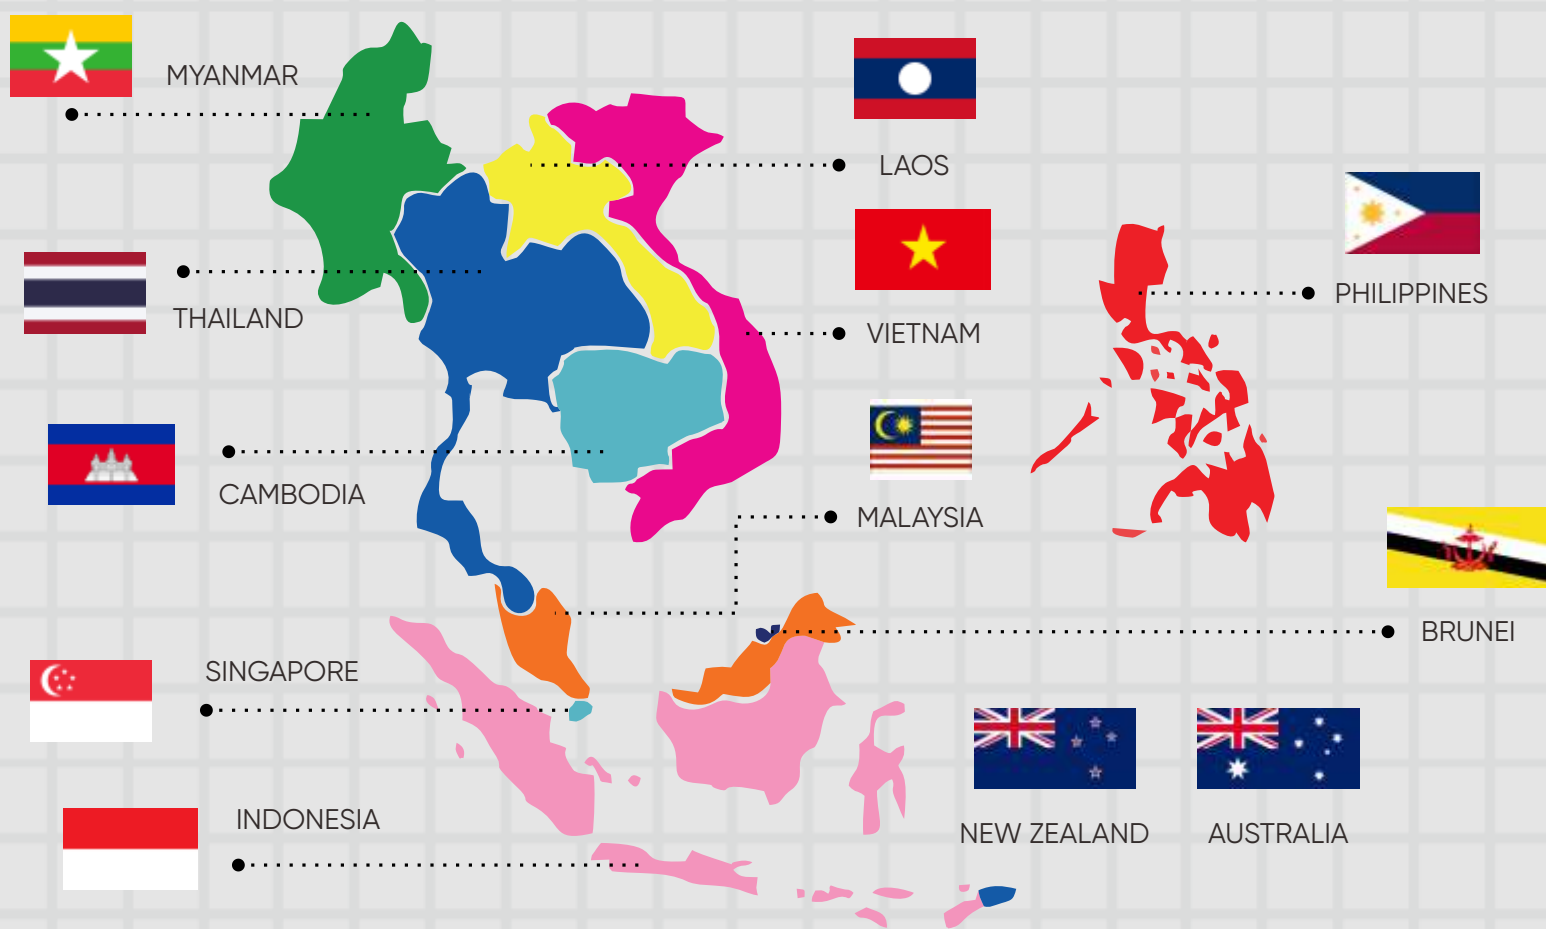 MYANMAR
LAOS
PHILIPPINES
THAILAND
VIETNAM
CAMBODIA
MALAYSIA
BRUNEI
SINGAPORE
INDONESIA
NEW ZEALAND
AUSTRALIA